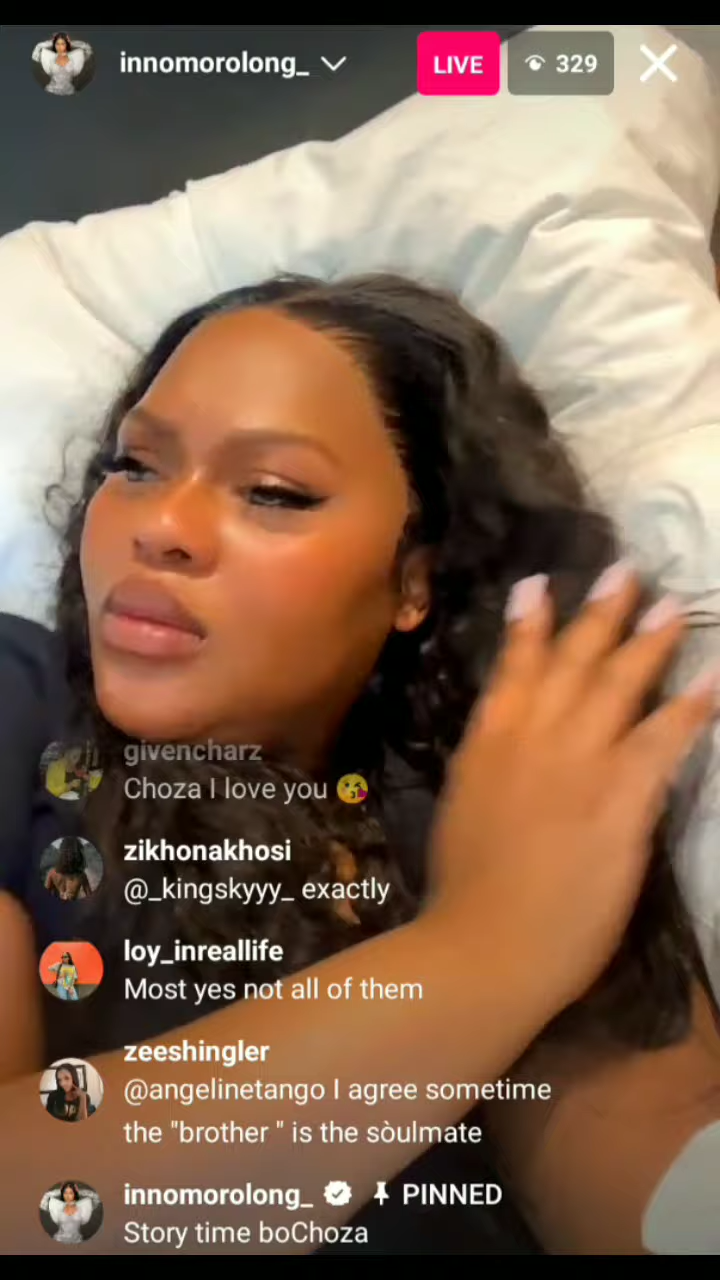 innomorolong_
LIVE
329
givencharz
Choza I love you 😘
zikhonakhosi
@_kingskyyy_ exactly
loy_inreallife
Most yes not all of them
zeeshingler
@angelinetango I agree sometime
the "brother " is the sòulmate
innomorolong_ PINNED
Story time boChoza